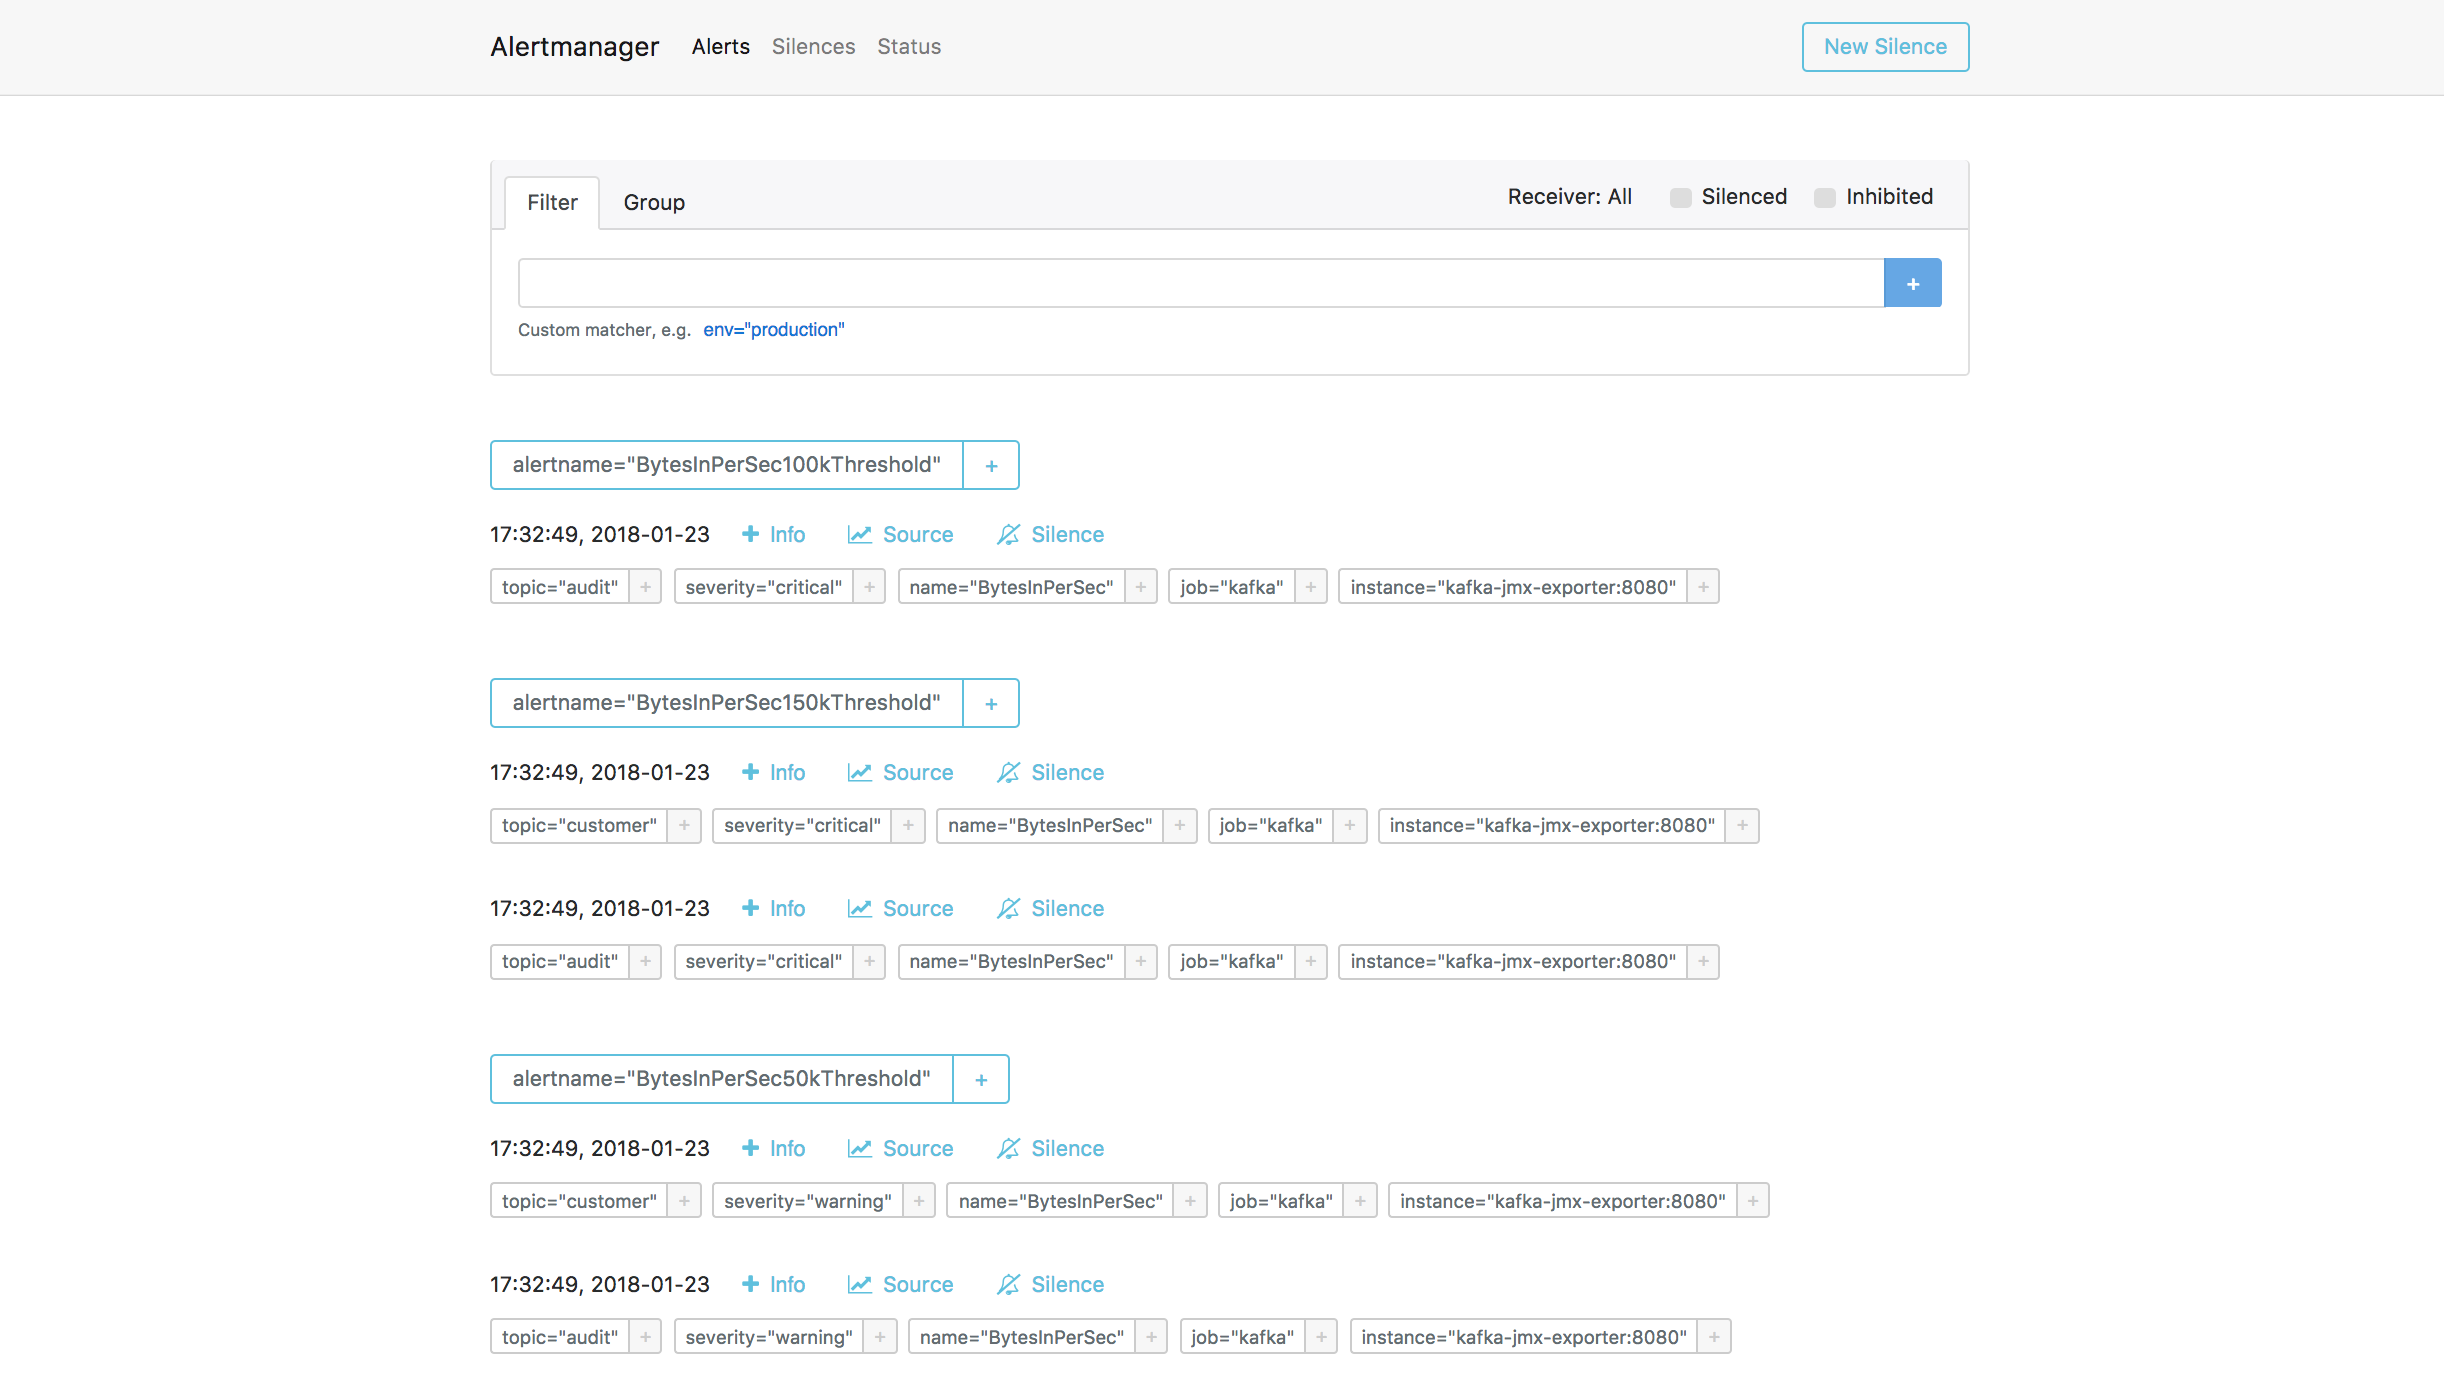 Alertmanager Alerts Silences Status New Silence
Filter Group Receiver: All Silenced Inhibited
+
Custom matcher, e.g. env="production"
alertname="BytesInPerSec100kThreshold" +
17:32:49, 2018-01-23 + Info Source Silence
topic="audit" + severity="critical" + name="BytesInPerSec" + job="kafka" + instance="kafka-jmx-exporter:8080" +
alertname="BytesInPerSec150kThreshold" +
17:32:49, 2018-01-23 + Info Source Silence
topic="customer" + severity="critical" + name="BytesInPerSec" + job="kafka" + instance="kafka-jmx-exporter:8080" +
17:32:49, 2018-01-23 + Info Source Silence
topic="audit" + severity="critical" + name="BytesInPerSec" + job="kafka" + instance="kafka-jmx-exporter:8080" +
alertname="BytesInPerSec50kThreshold" +
17:32:49, 2018-01-23 + Info Source Silence
topic="customer" + severity="warning" + name="BytesInPerSec" + job="kafka" + instance="kafka-jmx-exporter:8080" +
17:32:49, 2018-01-23 + Info Source Silence
topic="audit" + severity="warning" + name="BytesInPerSec" + job="kafka" + instance="kafka-jmx-exporter:8080" +